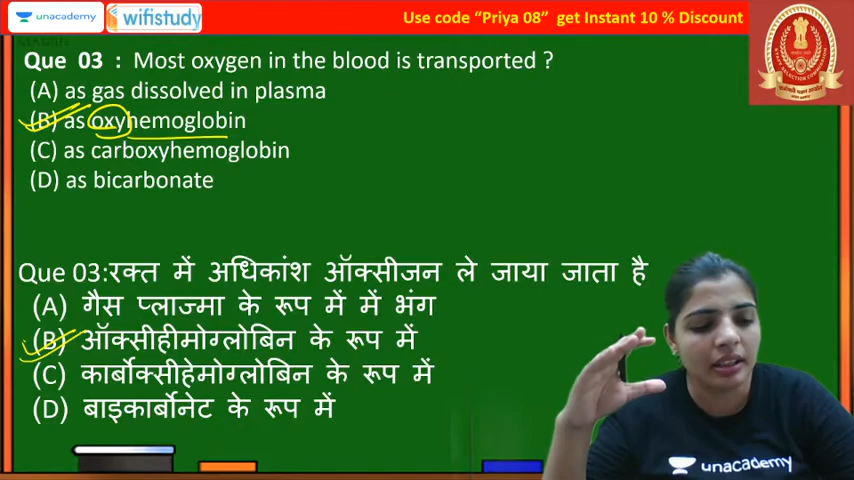 unacademy
wifistudy
Use code “Priya 08” get Instant 10 % Discount
Que 03 : Most oxygen in the blood is transported ?
(A) as gas dissolved in plasma
(B) as oxyhemoglobin
(C) as carboxyhemoglobin
(D) as bicarbonate
Que 03:रक्त में अधिकांश ऑक्सीजन ले जाया जाता है
(A) गैस प्लाज्मा के रूप में में भंग
(B) ऑक्सीहीमोग्लोबिन के रूप में
(C) कार्बोक्सीहेमोग्लोबिन के रूप में
(D) बाइकार्बोनेट के रूप में
unacademy